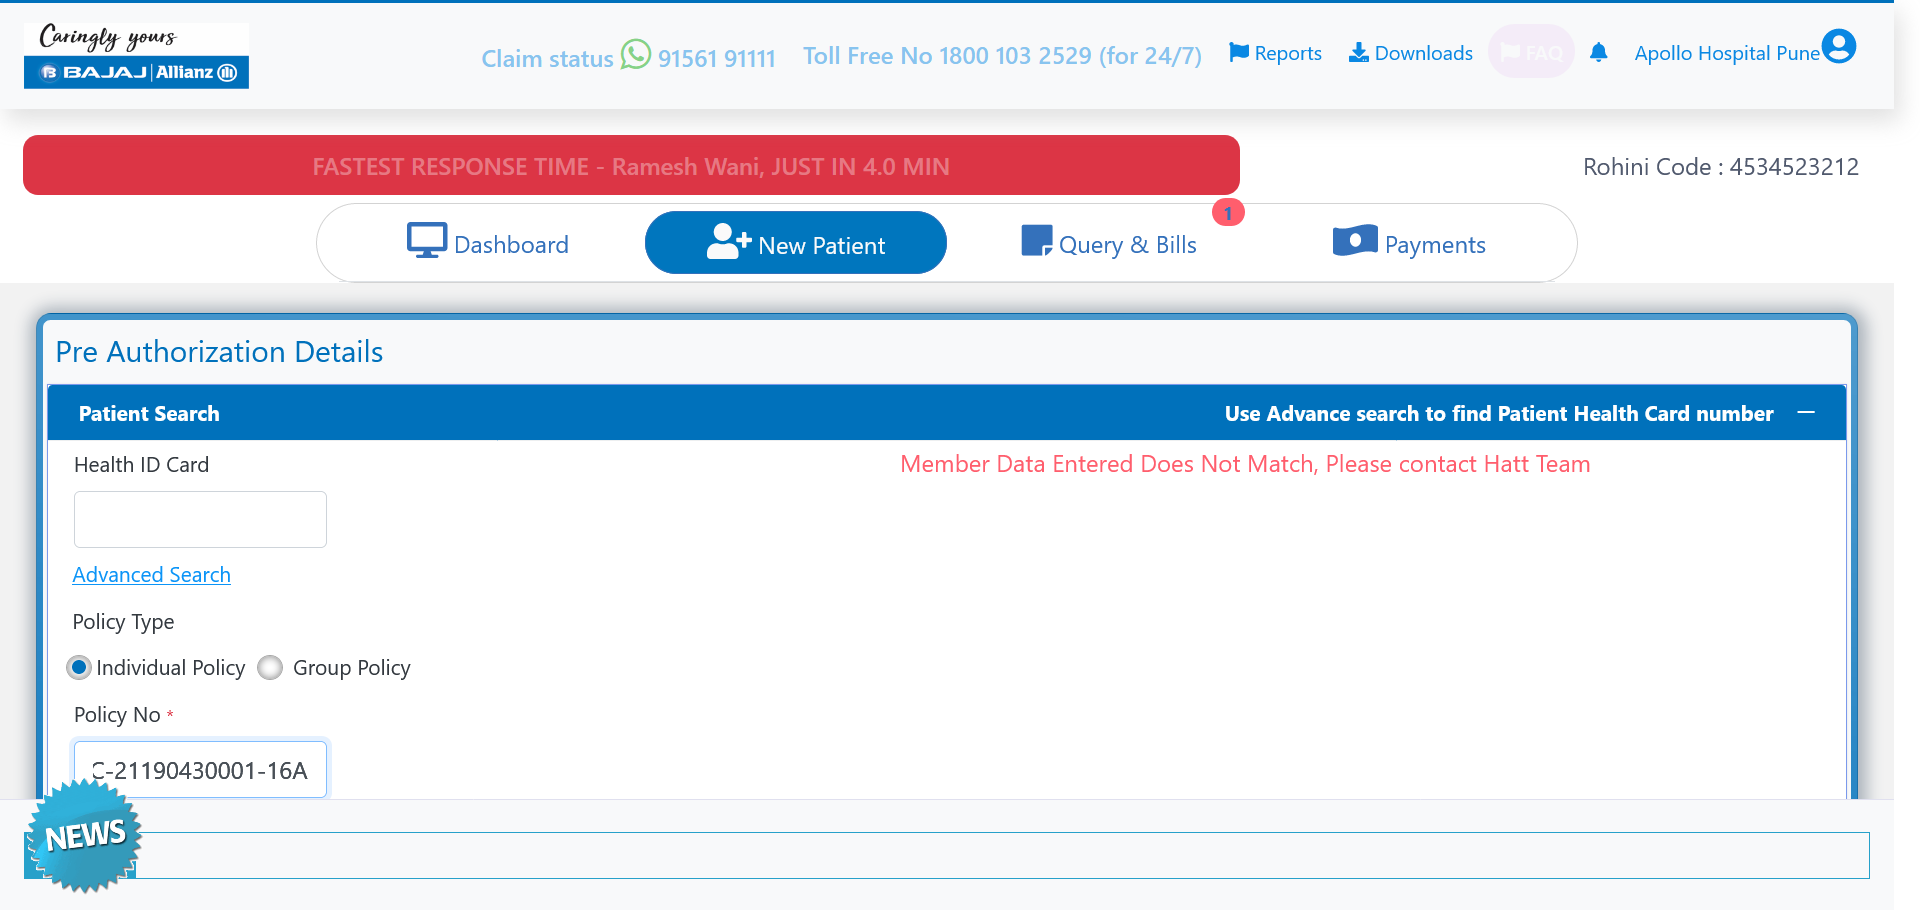 Caringly yours
BAJAJ | Allianz
Claim status 91561 91111
Toll Free No 1800 103 2529 (for 24/7)
Reports
Downloads
FAQ
Apollo Hospital Pune
FASTEST RESPONSE TIME - Ramesh Wani, JUST IN 4.0 MIN
Rohini Code : 4534523212
Dashboard
New Patient
Query & Bills
1
Payments
Pre Authorization Details
Patient Search
Use Advance search to find Patient Health Card number
Health ID Card
Member Data Entered Does Not Match, Please contact Hatt Team
Advanced Search
Policy Type
Individual Policy
Group Policy
Policy No *
C-21190430001-16A
NEWS